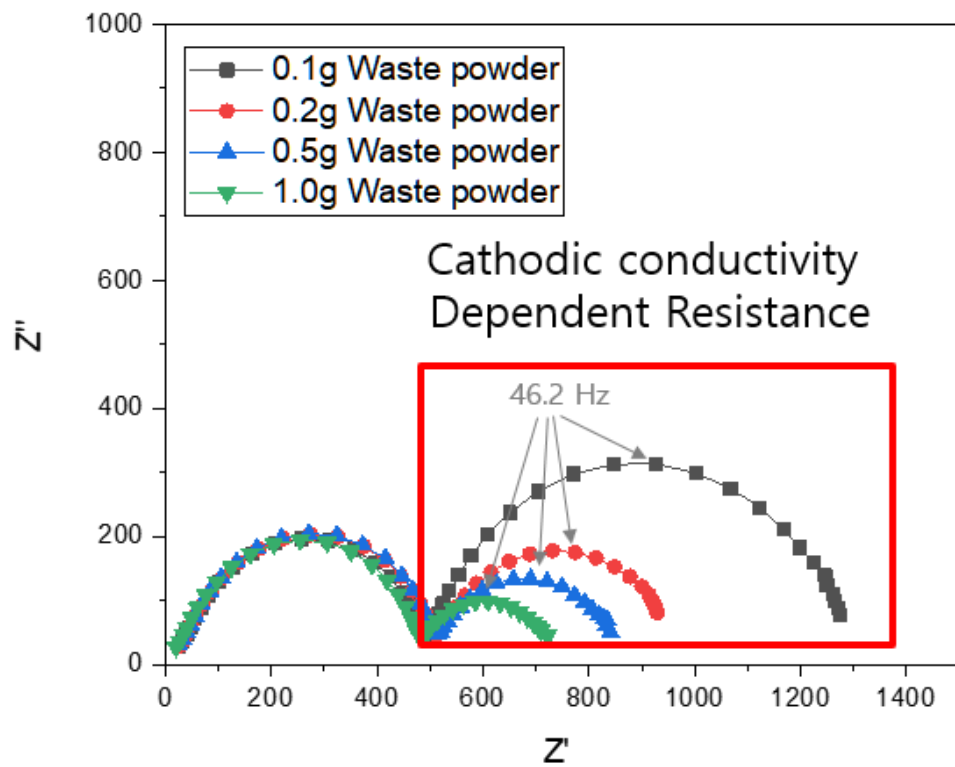 1000
800
600
400
200
0
0.1g Waste powder
0.2g Waste powder
0.5g Waste powder
1.0g Waste powder
Cathodic conductivity
Dependent Resistance
46.2 Hz
Z''
0 200 400 600 800 1000 1200 1400
Z'